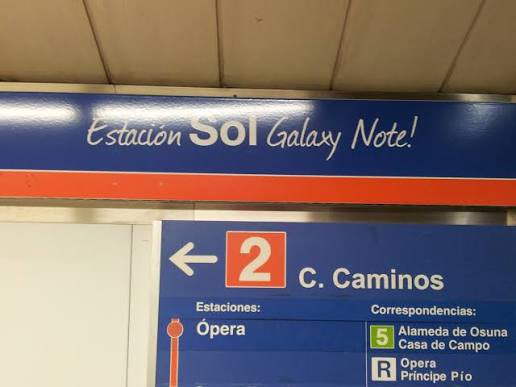 Estación Sol Galaxy Note!
2 C. Caminos
Estaciones:
Ópera
Correspondencias:
5 Alameda de Osuna
Casa de Campo
R Opera
Príncipe Pío